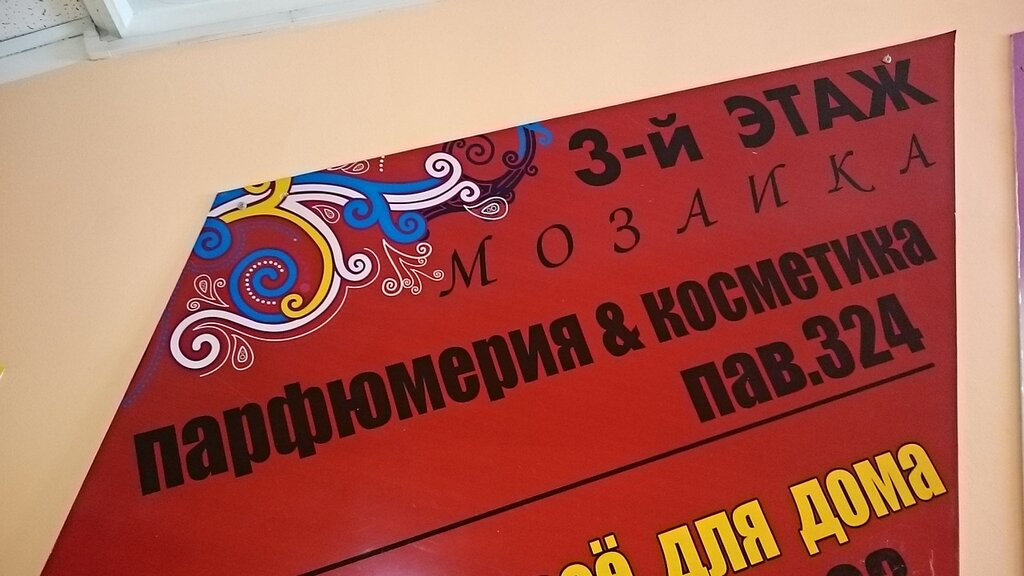 3-й ЭТАЖ
МОЗАИКА
парфюмерия & косметика
пав.324
для дома